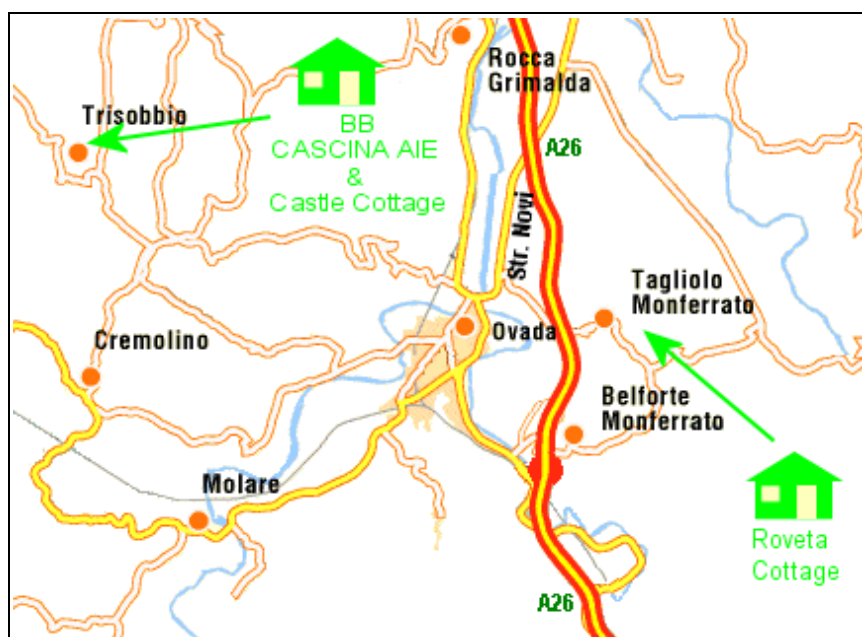 Rocca
Grimalda
Trisobbio
BB
CASCINA AIE
&
Castle Cottage
A26
Str. Novi
Tagliolo
Monferrato
Ovada
Cremolino
Belforte
Monferrato
Molare
Roveta
Cottage
A26